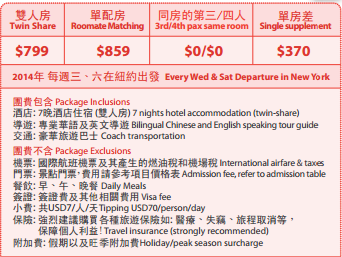 雙人房 單配房 同房的第三/四人 單房差
Twin Share Roomate Matching 3rd/4th pax same room Single supplement
$799 $859 $0/$0 $370
2014年 每週三、六在紐約出發 Every Wed & Sat Departure in New York
團費包含 Package Inclusions
酒店: 7晚酒店住宿 (雙人房) 7 nights hotel accommodation (twin-share)
導遊: 專業華語及英文導遊 Bilingual Chinese and English speaking tour guide
交通: 豪華旅遊巴士 Coach transportation
團費不含 Package Exclusions
機票: 國際航班機票及其產生的燃油稅和機場稅 International airfare & taxes
門票: 景點門票，費用請參考項目價格表 Admission fee, refer to admission table
餐飲: 早、午、晚餐 Daily Meals
簽證: 簽證費及其他相關費用 Visa fee
小費: 共USD7/人/天 Tipping USD70/person/day
保險: 強烈建議購買各種旅遊保險如: 醫療、失竊、旅程取消等，
保障個人利益! Travel insurance (strongly recommended)
附加費: 假期以及旺季附加費Holiday/peak season surcharge